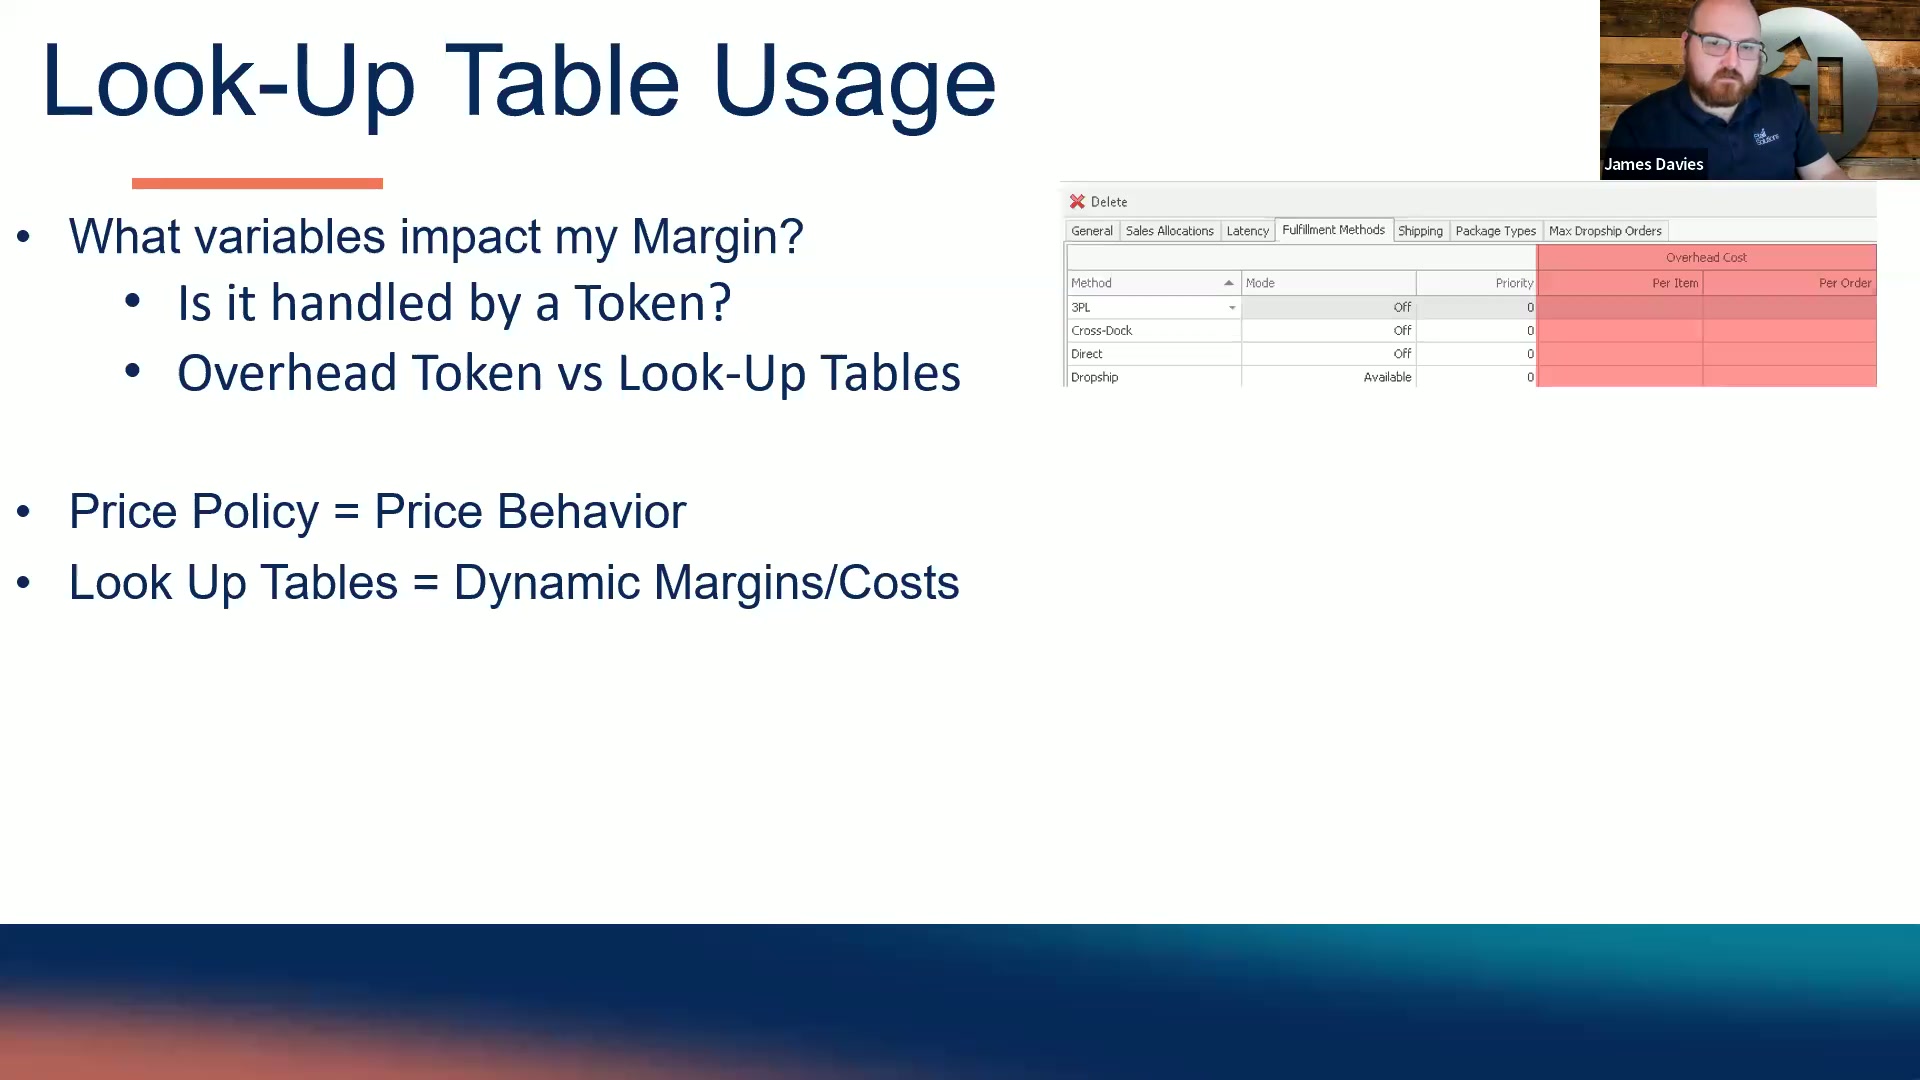 Look-Up Table Usage
James Davies
• What variables impact my Margin?
• Is it handled by a Token?
• Overhead Token vs Look-Up Tables
• Price Policy = Price Behavior
• Look Up Tables = Dynamic Margins/Costs
Delete
General Sales Allocations Latency Fulfillment Methods Shipping Package Types Max Dropship Orders
Overhead Cost
Method Mode Priority Per Item Per Order
3PL Off 0
Cross-Dock Off 0
Direct Off 0
Dropship Available 0